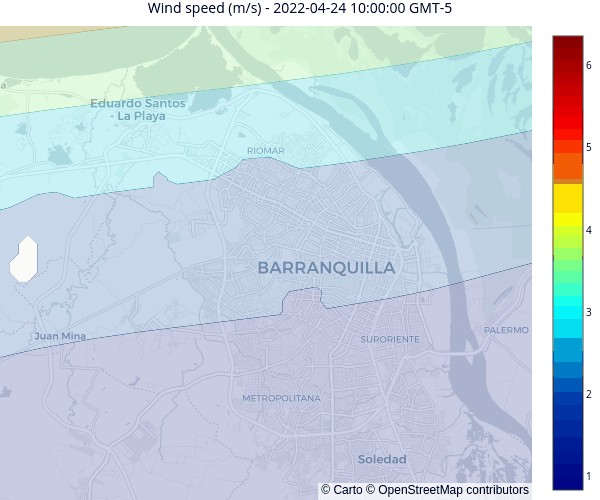 Wind speed (m/s) - 2022-04-24 10:00:00 GMT-5
6
a
Eduardo Santos
- La Playa
RIOMAR
5
4
BARRANQUILLA
3
Juan Mina
SURORIENTE
PALERMO
2
METROPOLITANA
Soledad
1
© Carto © OpenStreetMap contributors